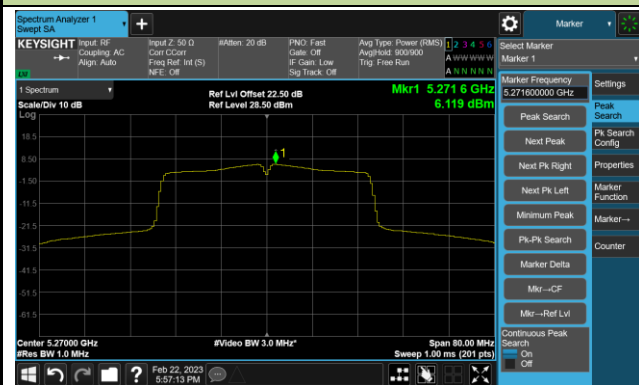 Spectrum Analyzer 1
Swept SA
Marker
KEYSIGHT
Input: RF
Coupling: AC
Align: Auto
Input Z: 50 Ω
Corr CCorr
Freq Ref: Int (S)
NFE: Off
#Atten: 20 dB
PNO: Fast
Gate: Off
IF Gain: Low
Sig Track: Off
Avg Type: Power (RMS)
Avg|Hold: 900/900
Trig: Free Run
1 2 3 4 5 6
A W W W W W
A N N N N N
Select Marker
Marker 1
1 Spectrum
Scale/Div 10 dB
Log
Ref Lvl Offset 22.50 dB
Ref Level 28.50 dBm
Mkr1 5.271 6 GHz
6.119 dBm
18.5
8.50
-1.50
-11.5
-21.5
-31.5
-41.5
-51.5
-61.5
1
Center 5.27000 GHz
#Res BW 1.0 MHz
#Video BW 3.0 MHz*
Span 80.00 MHz
Sweep 1.00 ms (201 pts)
Marker Frequency
5.271600000 GHz
Peak Search
Next Peak
Next Pk Right
Next Pk Left
Minimum Peak
Pk-Pk Search
Marker Delta
Mkr→CF
Mkr→Ref Lvl
Continuous Peak
Search
On
Off
Settings
Peak
Search
Pk Search
Config
Properties
Marker
Function
Marker→
Counter
Feb 22, 2023
5:57:13 PM